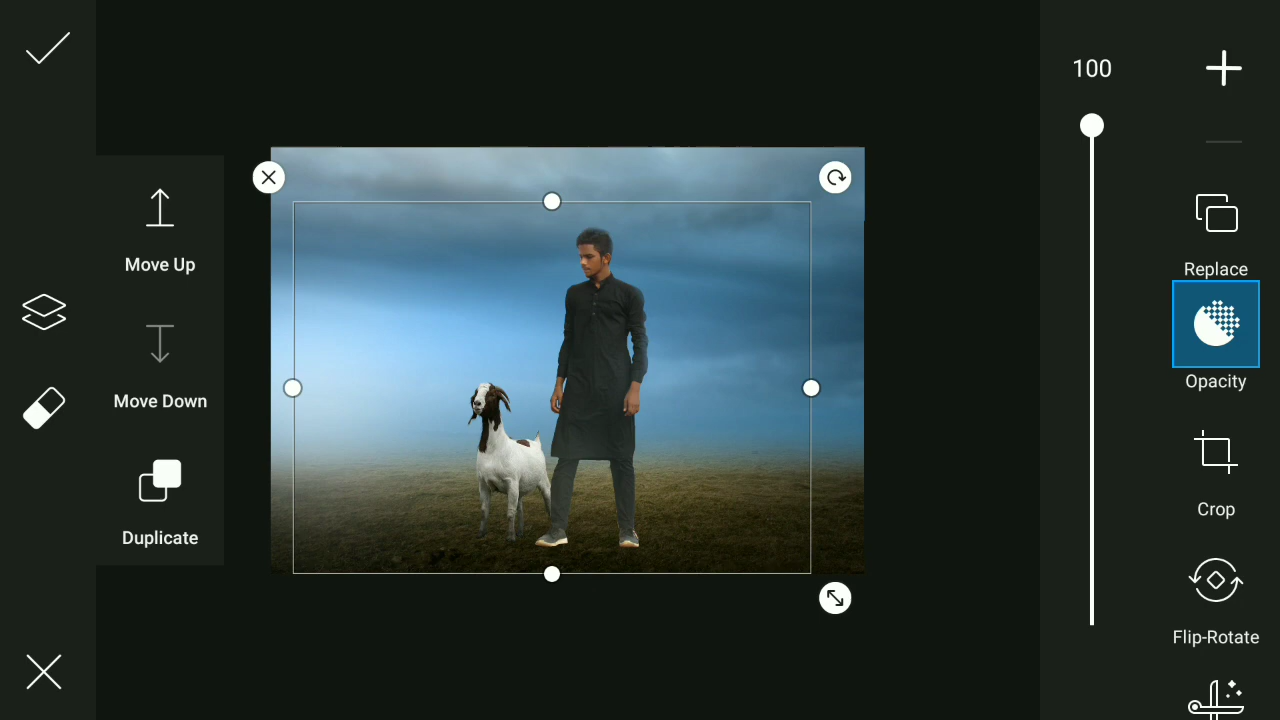 100
Move Up
Replace
Opacity
Move Down
Crop
Duplicate
Flip-Rotate